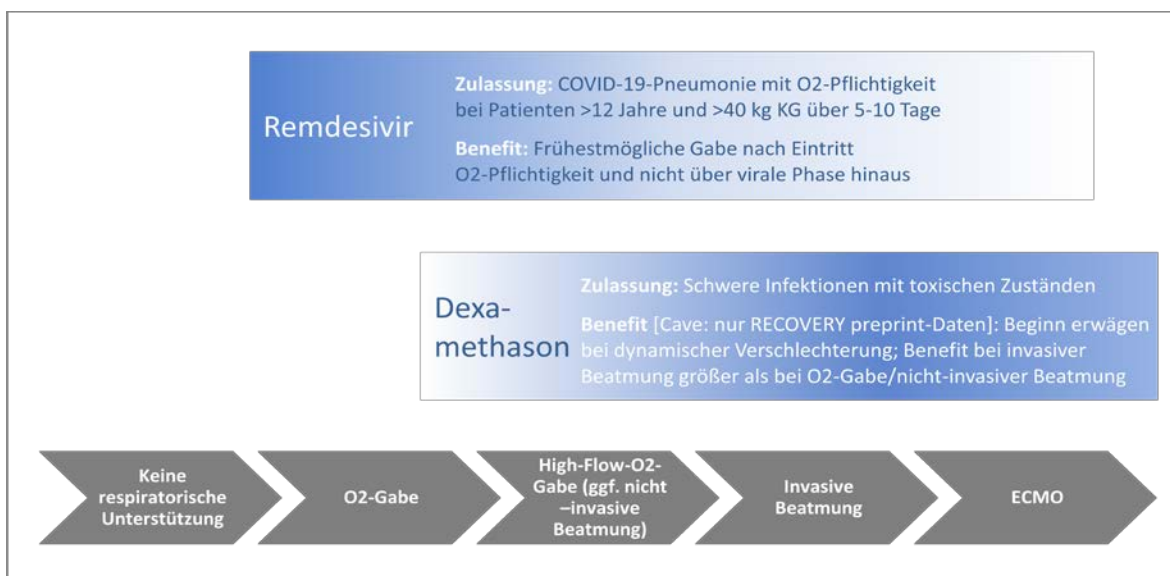 Remdesivir
Zulassung: COVID-19-Pneumonie mit O2-Pflichtigkeit
bei Patienten >12 Jahre und >40 kg KG über 5-10 Tage
Benefit: Frühestmögliche Gabe nach Eintritt
O2-Pflichtigkeit und nicht über virale Phase hinaus
Dexa-
methason
Zulassung: Schwere Infektionen mit toxischen Zuständen
Benefit [Cave: nur RECOVERY preprint-Daten]: Beginn erwägen
bei dynamischer Verschlechterung; Benefit bei invasiver
Beatmung größer als bei O2-Gabe/nicht-invasiver Beatmung
Keine
respiratorische
Unterstützung
O2-Gabe
High-Flow-O2-
Gabe (ggf. nicht
–invasive
Beatmung)
Invasive
Beatmung
ECMO